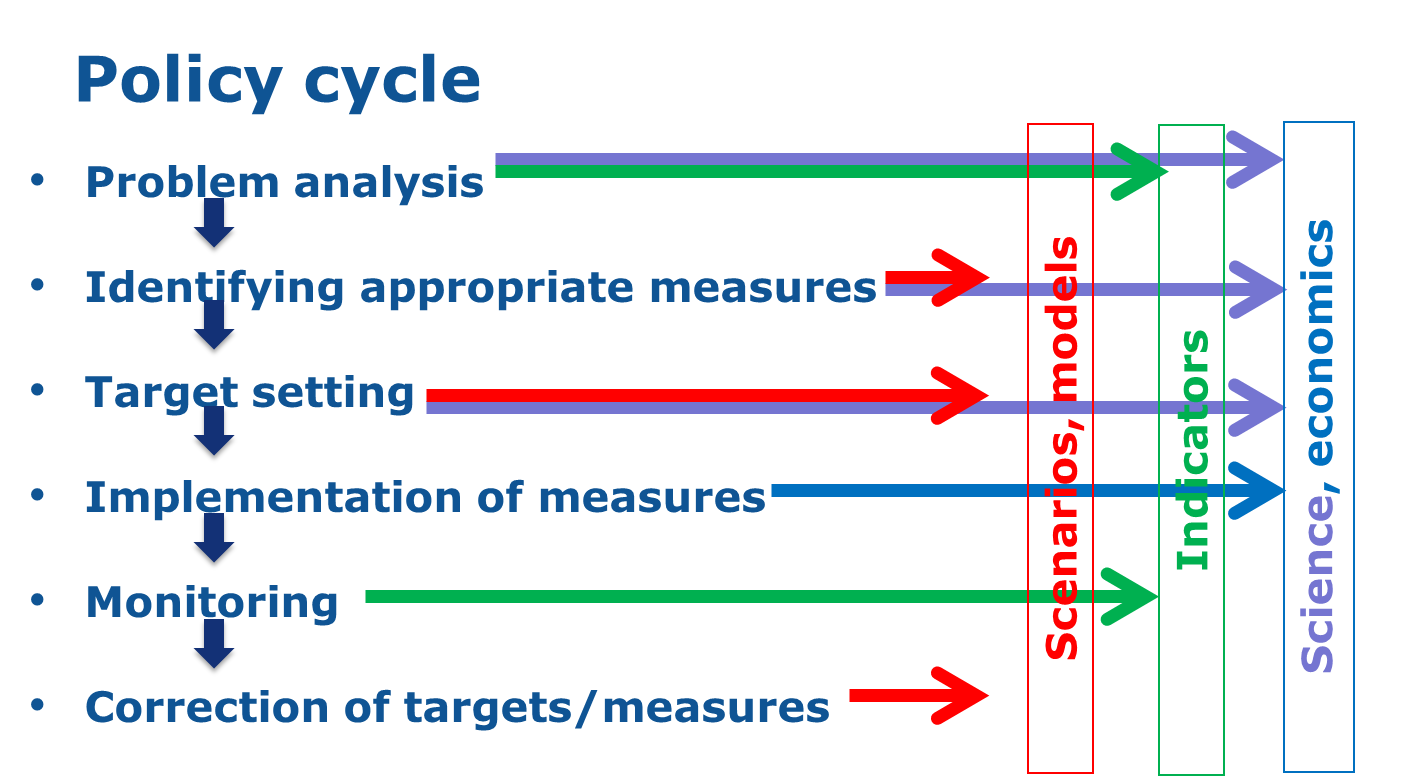 Policy cycle
• Problem analysis
• Identifying appropriate measures
• Target setting
• Implementation of measures
• Monitoring
• Correction of targets/measures
Scenarios, models
Indicators
Science, economics